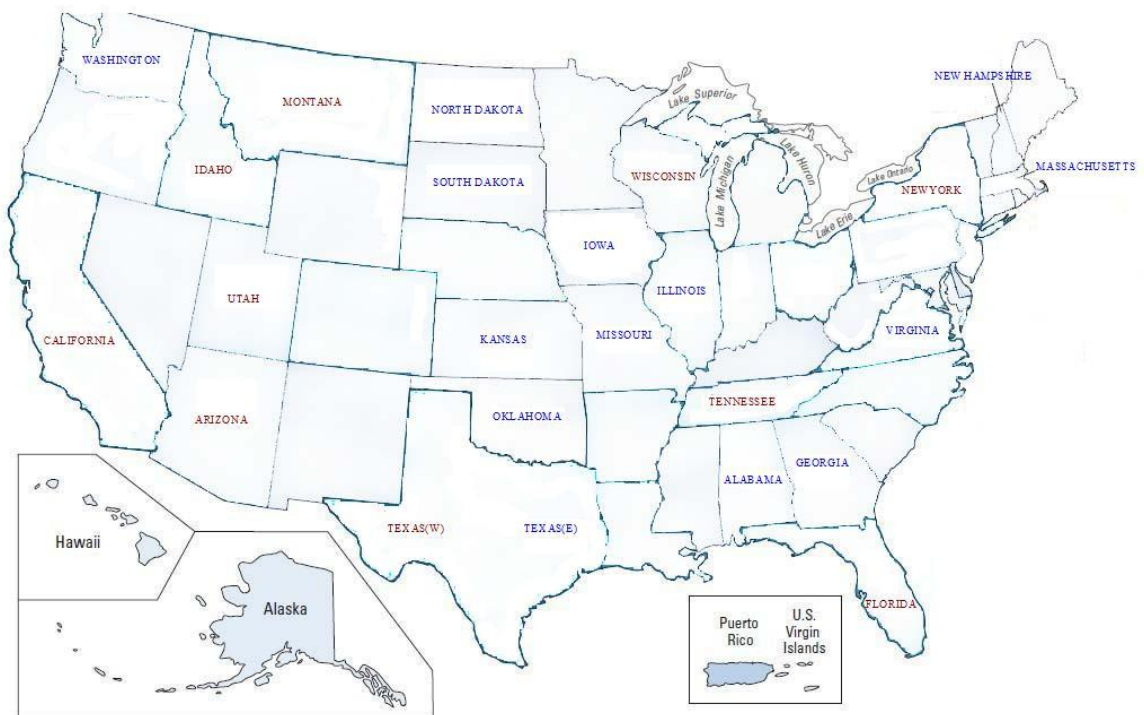 WASHINGTON
MONTANA
NORTH DAKOTA
NEW HAMPSHIRE
Lake Superior
IDAHO
SOUTH DAKOTA
WISCONSIN
Lake Michigan
Lake Huron
Lake Ontario
Lake Erie
NEWYORK
MASSACHUSETTS
IOWA
UTAH
ILLINOIS
CALIFORNIA
KANSAS
MISSOURI
VIRGINIA
ARIZONA
OKLAHOMA
TENNESSEE
ALABAMA
GEORGIA
TEXAS(W)
TEXAS(E)
FLORIDA
Hawaii
Alaska
Puerto
Rico
U.S.
Virgin
Islands